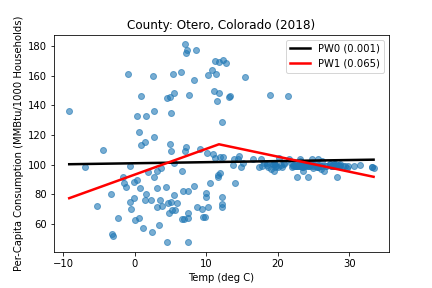 County: Otero, Colorado (2018)
PW0 (0.001)
PW1 (0.065)
Per-Capita Consumption (MMBtu/1000 Households)
180
160
140
120
100
80
60
−10
0
10
20
30
Temp (deg C)